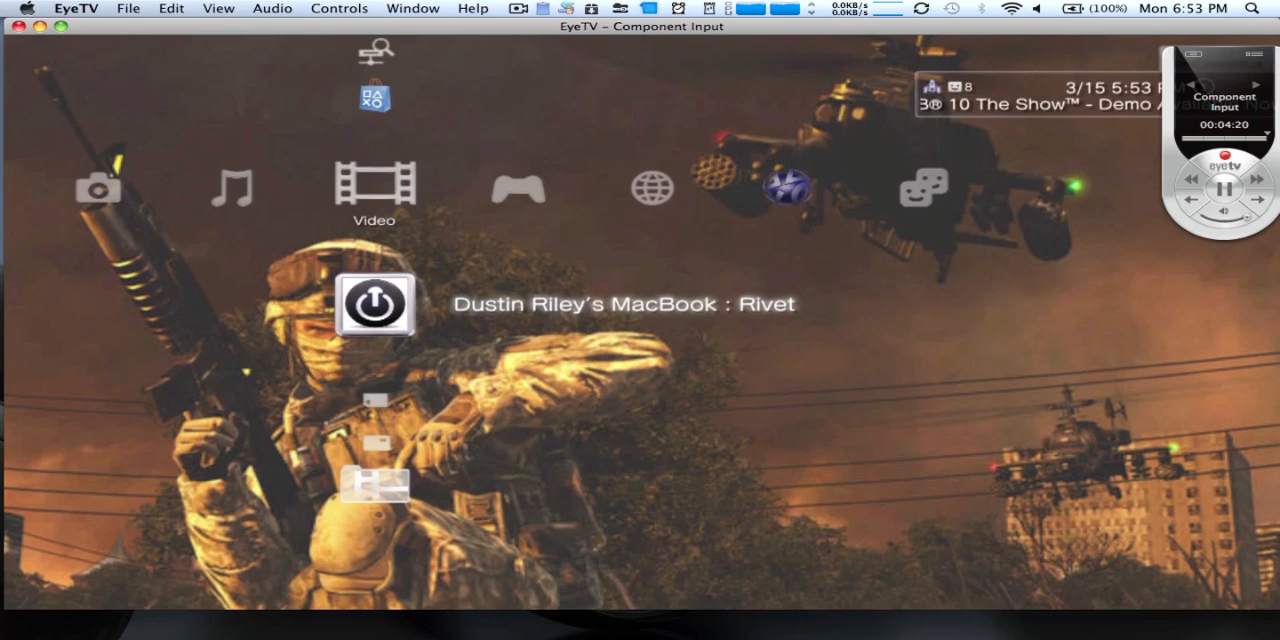 EyeTV File Edit View Audio Controls Window Help 0.0KB/s 0.0KB/s (100%) Mon 6:53 PM
EyeTV – Component Input
8 3/15 5:53
3® 10 The Show™ - Demo
Component
Input
00:04:20
eyetv
Video
Dustin Riley's MacBook : Rivet